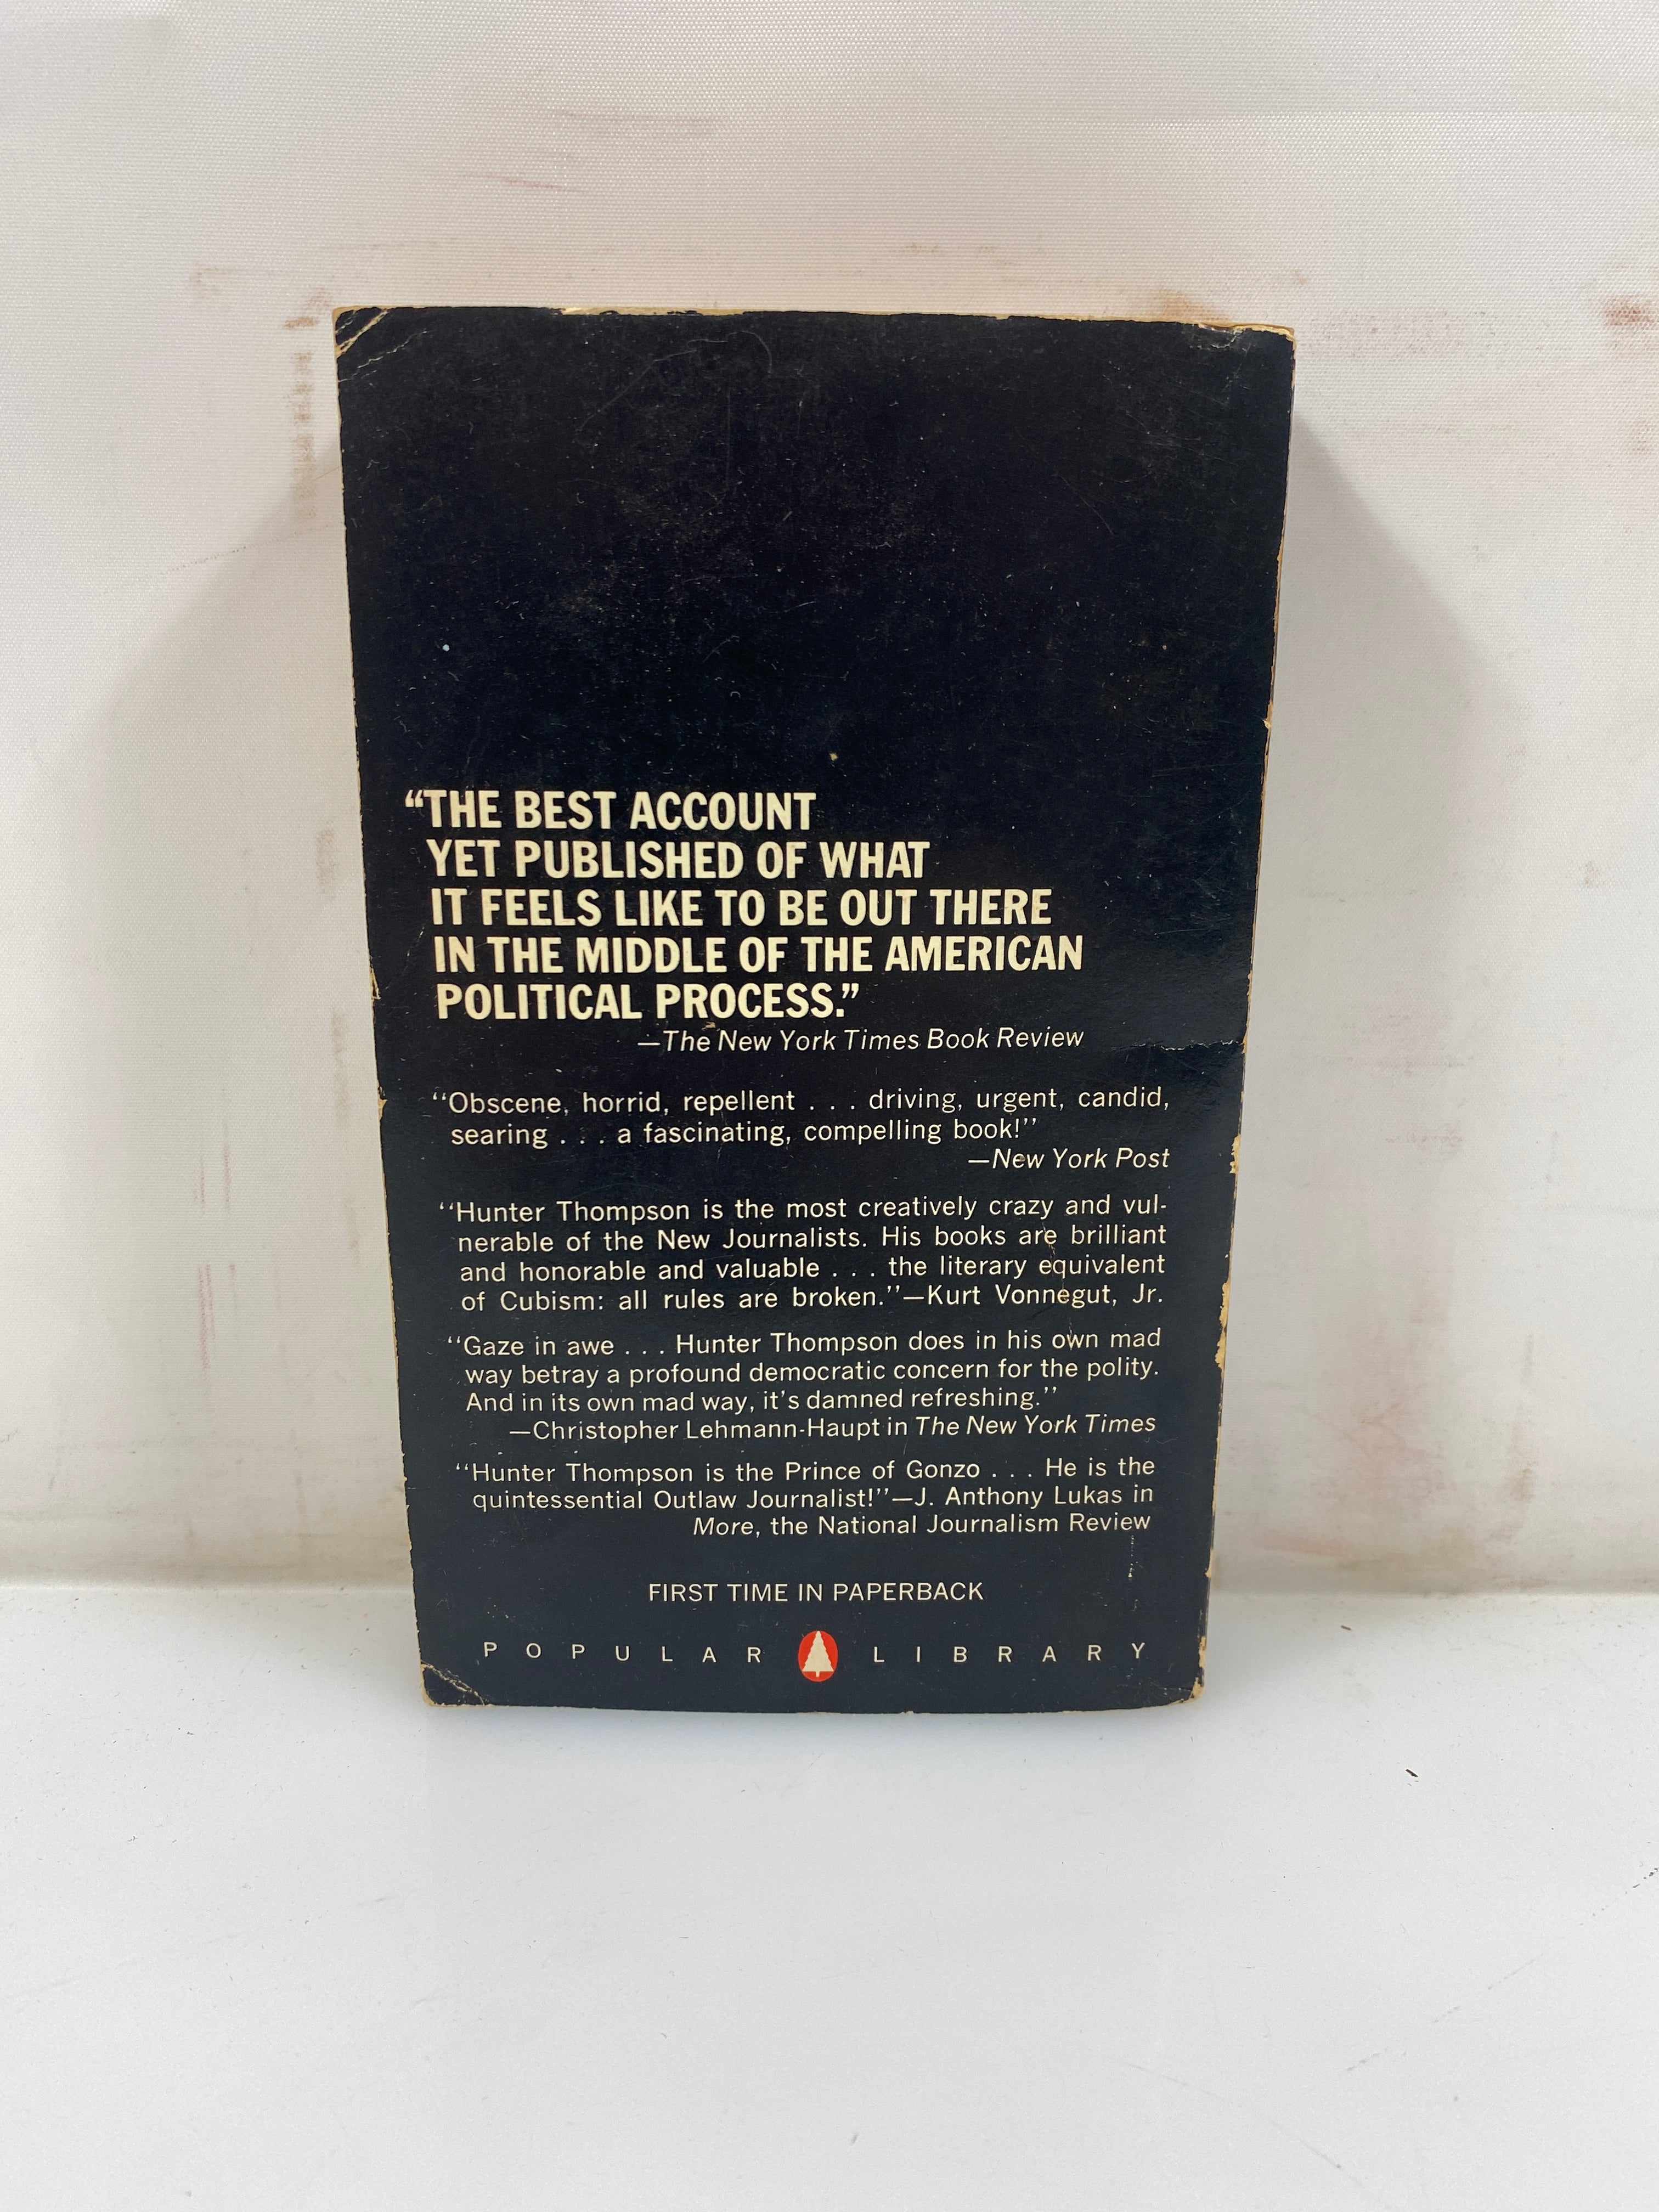 “THE BEST ACCOUNT
YET PUBLISHED OF WHAT
IT FEELS LIKE TO BE OUT THERE
IN THE MIDDLE OF THE AMERICAN
POLITICAL PROCESS.”
—The New York Times Book Review
“Obscene, horrid, repellent . . . driving, urgent, candid,
searing . . . a fascinating, compelling book!”
—New York Post
“Hunter Thompson is the most creatively crazy and vul-
nerable of the New Journalists. His books are brilliant
and honorable and valuable . . . the literary equivalent
of Cubism: all rules are broken.”—Kurt Vonnegut, Jr.
“Gaze in awe . . . Hunter Thompson does in his own mad
way betray a profound democratic concern for the polity.
And in its own mad way, it’s damned refreshing.”
—Christopher Lehmann-Haupt in The New York Times
“Hunter Thompson is the Prince of Gonzo . . . He is the
quintessential Outlaw Journalist!”—J. Anthony Lukas in
More, the National Journalism Review
FIRST TIME IN PAPERBACK
POPULAR LIBRARY